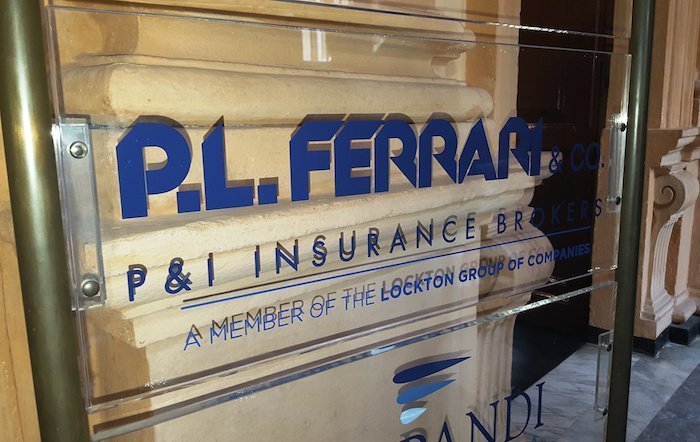 P.L. FERRARI & CO.
P&I INSURANCE BROKERS
A MEMBER OF THE LOCKTON GROUP OF COMPANIES